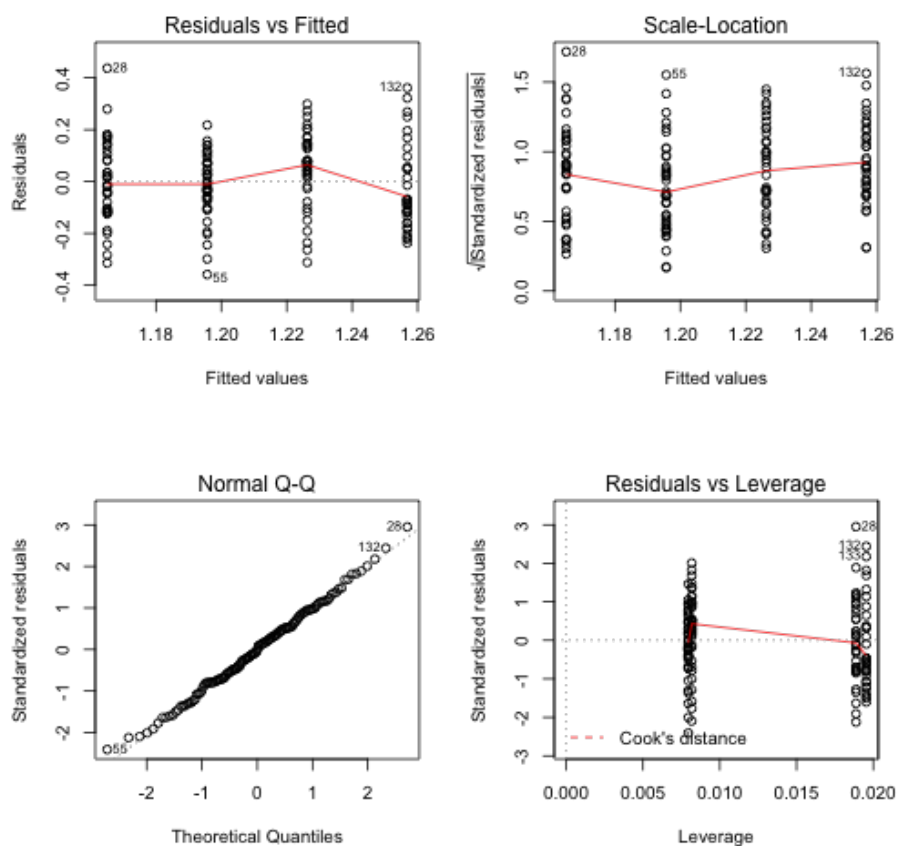 Residuals vs Fitted
Residuals
0.4
0.2
0.0
-0.2
-0.4
28
132
55
1.18 1.20 1.22 1.24 1.26
Fitted values
Scale-Location
√|Standardized residuals|
1.5
1.0
0.5
0.0
28
55
132
1.18 1.20 1.22 1.24 1.26
Fitted values
Normal Q-Q
Standardized residuals
3
2
1
0
-1
-2
28
132
55
-2 -1 0 1 2
Theoretical Quantiles
Residuals vs Leverage
Standardized residuals
3
2
1
0
-1
-2
-3
28
132
133
Cook's distance
0.000 0.005 0.010 0.015 0.020
Leverage